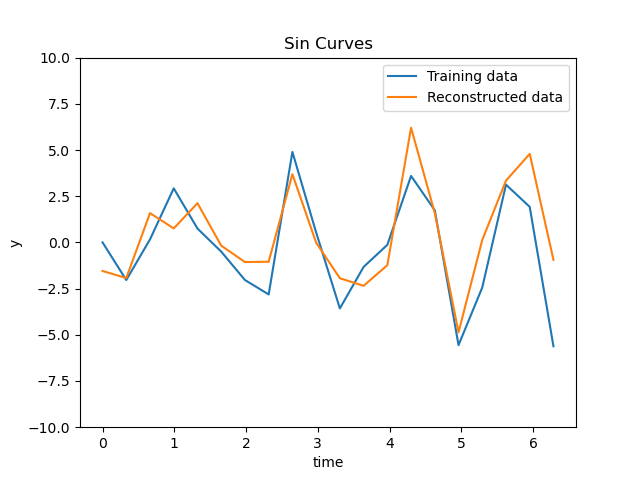 Sin Curves
Training data
Reconstructed data
10.0
7.5
5.0
2.5
0.0
−2.5
−5.0
−7.5
−10.0
y
0 1 2 3 4 5 6
time